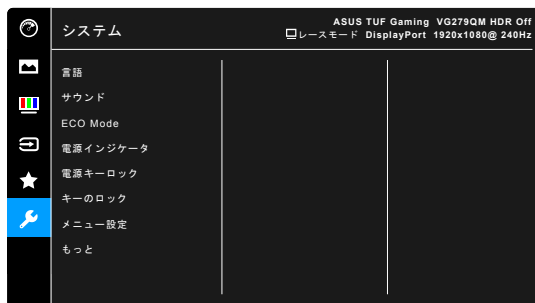 システム
ASUS TUF Gaming VG279QM HDR Off
レースモード DisplayPort 1920x1080@ 240Hz
言語
サウンド
ECO Mode
電源インジケータ
電源キーロック
キーのロック
メニュー設定
もっと